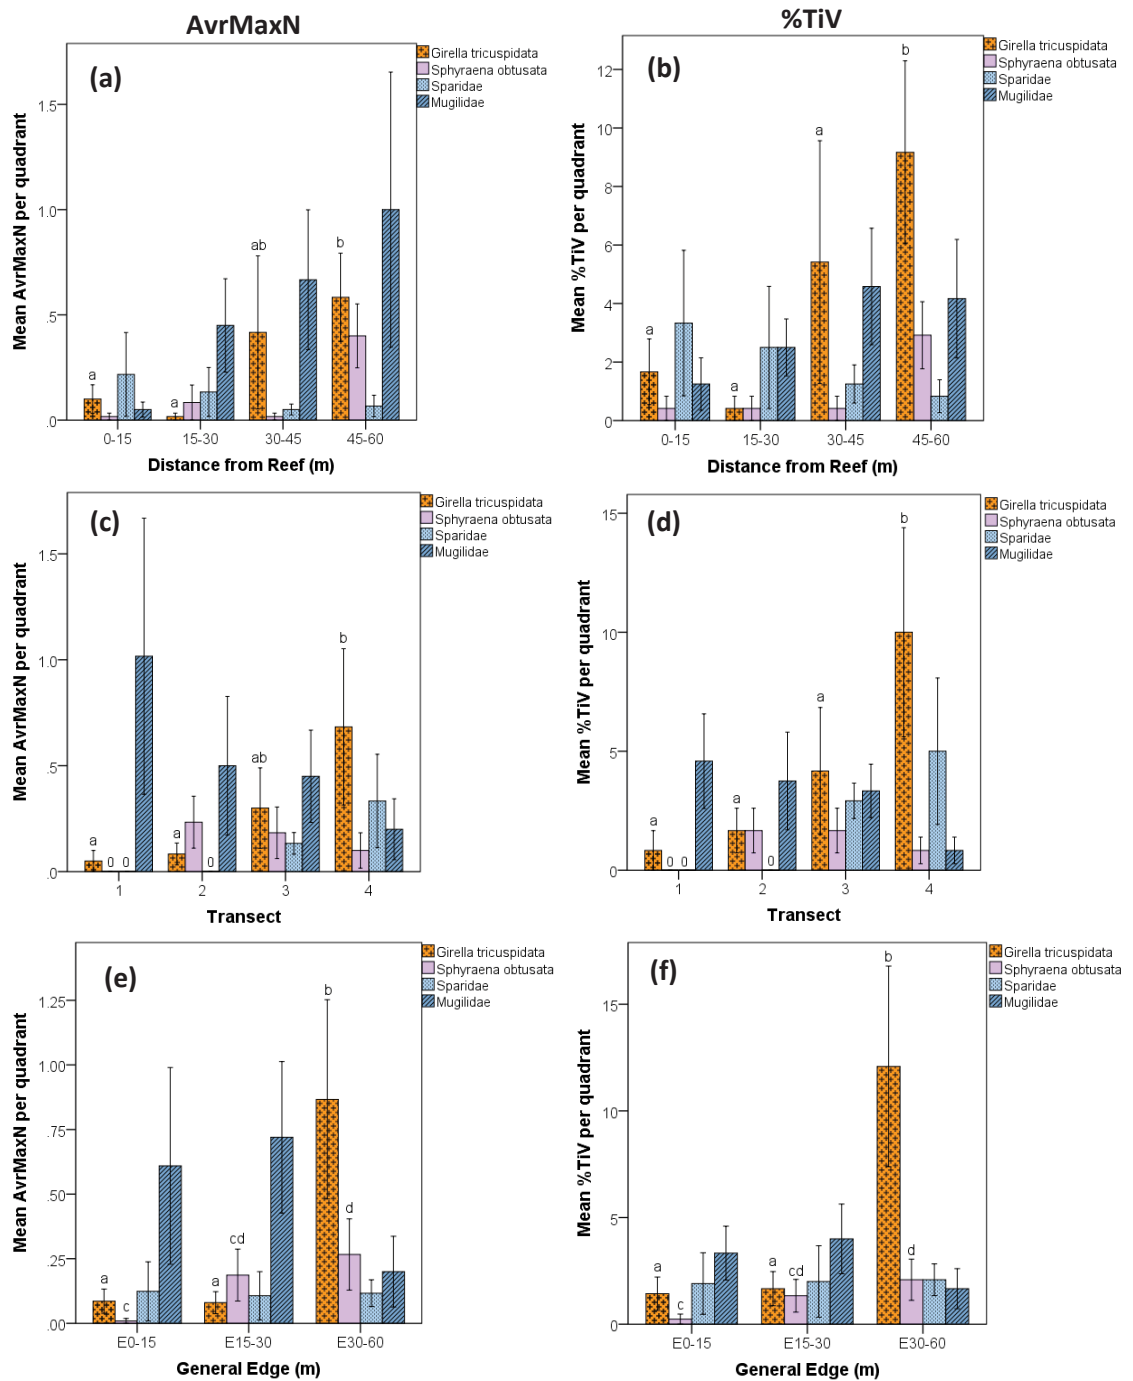 AvrMaxN
%TiV
(a)
Girella tricuspidata
Sphyraena obtusata
Sparidae
Mugilidae
Mean AvrMaxN per quadrant
1.5
1.0
.5
.0
a
a
ab
b
0-15
15-30
30-45
45-60
Distance from Reef (m)
(b)
Girella tricuspidata
Sphyraena obtusata
Sparidae
Mugilidae
Mean %TiV per quadrant
12
10
8
6
4
2
0
a
a
a
b
0-15
15-30
30-45
45-60
Distance from Reef (m)
(c)
Girella tricuspidata
Sphyraena obtusata
Sparidae
Mugilidae
Mean AvrMaxN per quadrant
1.5
1.0
.5
.0
a
0
0
a
0
ab
b
1
2
3
4
Transect
(d)
Girella tricuspidata
Sphyraena obtusata
Sparidae
Mugilidae
Mean %TiV per quadrant
15
10
5
0
a
0
0
a
0
a
b
1
2
3
4
Transect
(e)
Girella tricuspidata
Sphyraena obtusata
Sparidae
Mugilidae
Mean AvrMaxN per quadrant
1.25
1.00
.75
.50
.25
.00
a
c
a
cd
b
d
E0-15
E15-30
E30-60
General Edge (m)
(f)
Girella tricuspidata
Sphyraena obtusata
Sparidae
Mugilidae
Mean %TiV per quadrant
15
10
5
0
a
c
a
cd
b
d
E0-15
E15-30
E30-60
General Edge (m)